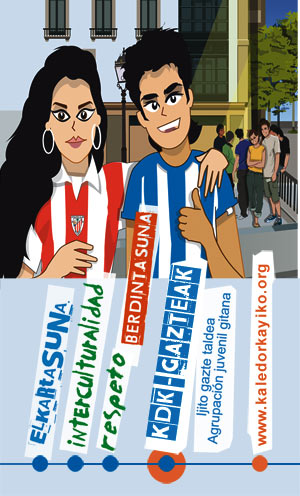 ELKARtASUNA
interculturalidad
respeto
BERDINTASUNA
KDK-GAZTEAK
Ijito gazte taldea
Agrupación juvenil gitana
www.kaledorkayiko.org